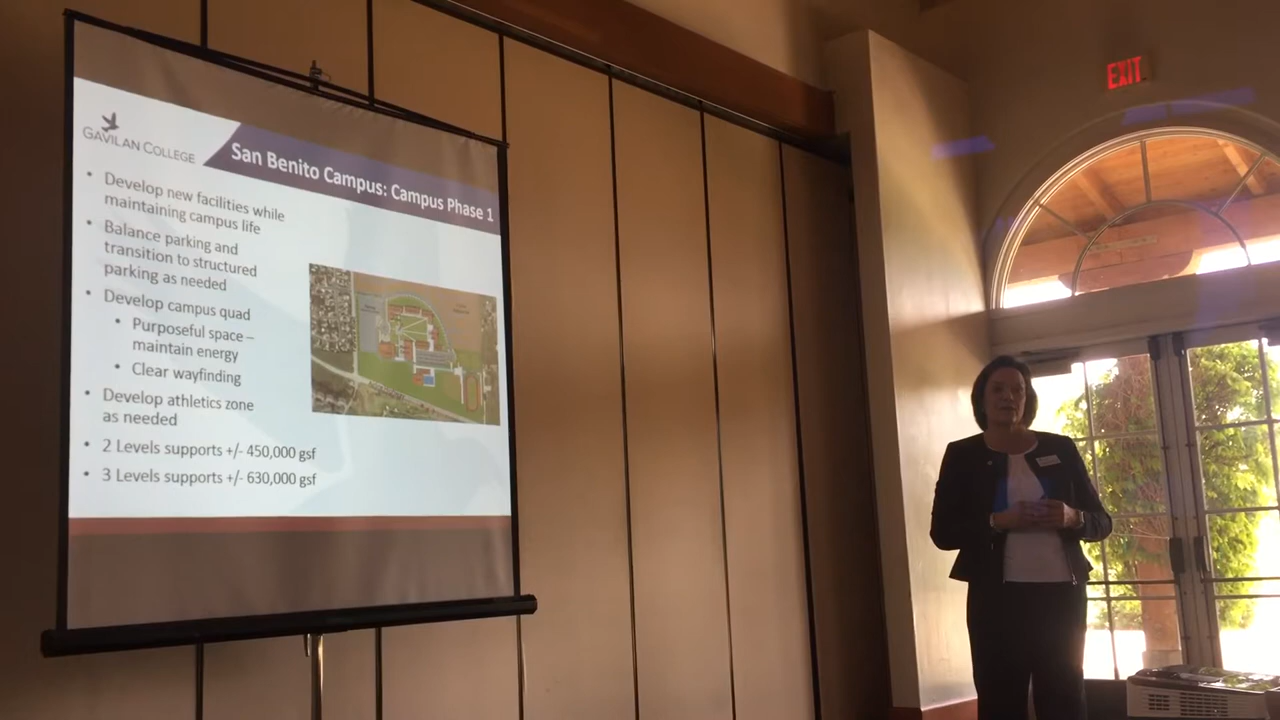 GAVILAN COLLEGE
San Benito Campus: Campus Phase 1
• Develop new facilities while
maintaining campus life
• Balance parking and
transition to structured
parking as needed
• Develop campus quad
• Purposeful space –
maintain energy
• Clear wayfinding
• Develop athletics zone
as needed
• 2 Levels supports +/- 450,000 gsf
• 3 Levels supports +/- 630,000 gsf
EXIT